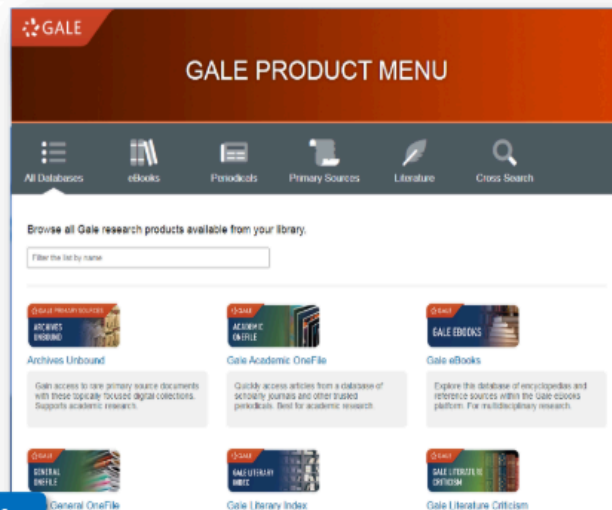 GALE
GALE PRODUCT MENU
All Databases eBooks Periodicals Primary Sources Literature Cross Search
Browse all Gale research products available from your library.
Filter the list by name
GALE PRIMARY SOURCES
ARCHIVES
UNBOUND
GALE
ACADEMIC
ONEFILE
GALE
GALE EBOOKS
Archives Unbound
Gale Academic OneFile
Gale eBooks
Gain access to rare primary source documents
with these topically focused digital collections.
Supports academic research.
Quickly access articles from a database of
scholarly journals and other trusted
periodicals. Best for academic research.
Explore this database of encyclopedias and
reference sources within the Gale eBooks
platform. For multidisciplinary research.
GALE
GENERAL
ONEFILE
GALE
GALE LITERARY
INDEX
GALE
GALE LITERATURE
CRITICISM
General OneFile
Gale Literary Index
Gale Literature Criticism